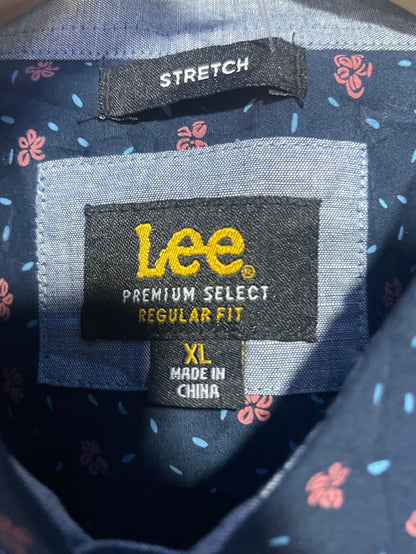 STRETCH
Lee®
PREMIUM SELECT
REGULAR FIT
XL
MADE IN
CHINA